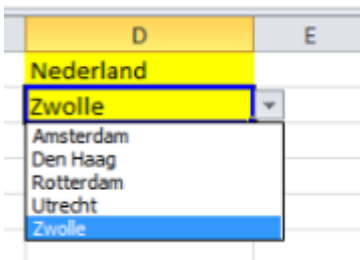 D E
Nederland
Zwolle
Amsterdam
Den Haag
Rotterdam
Utrecht
Zwolle